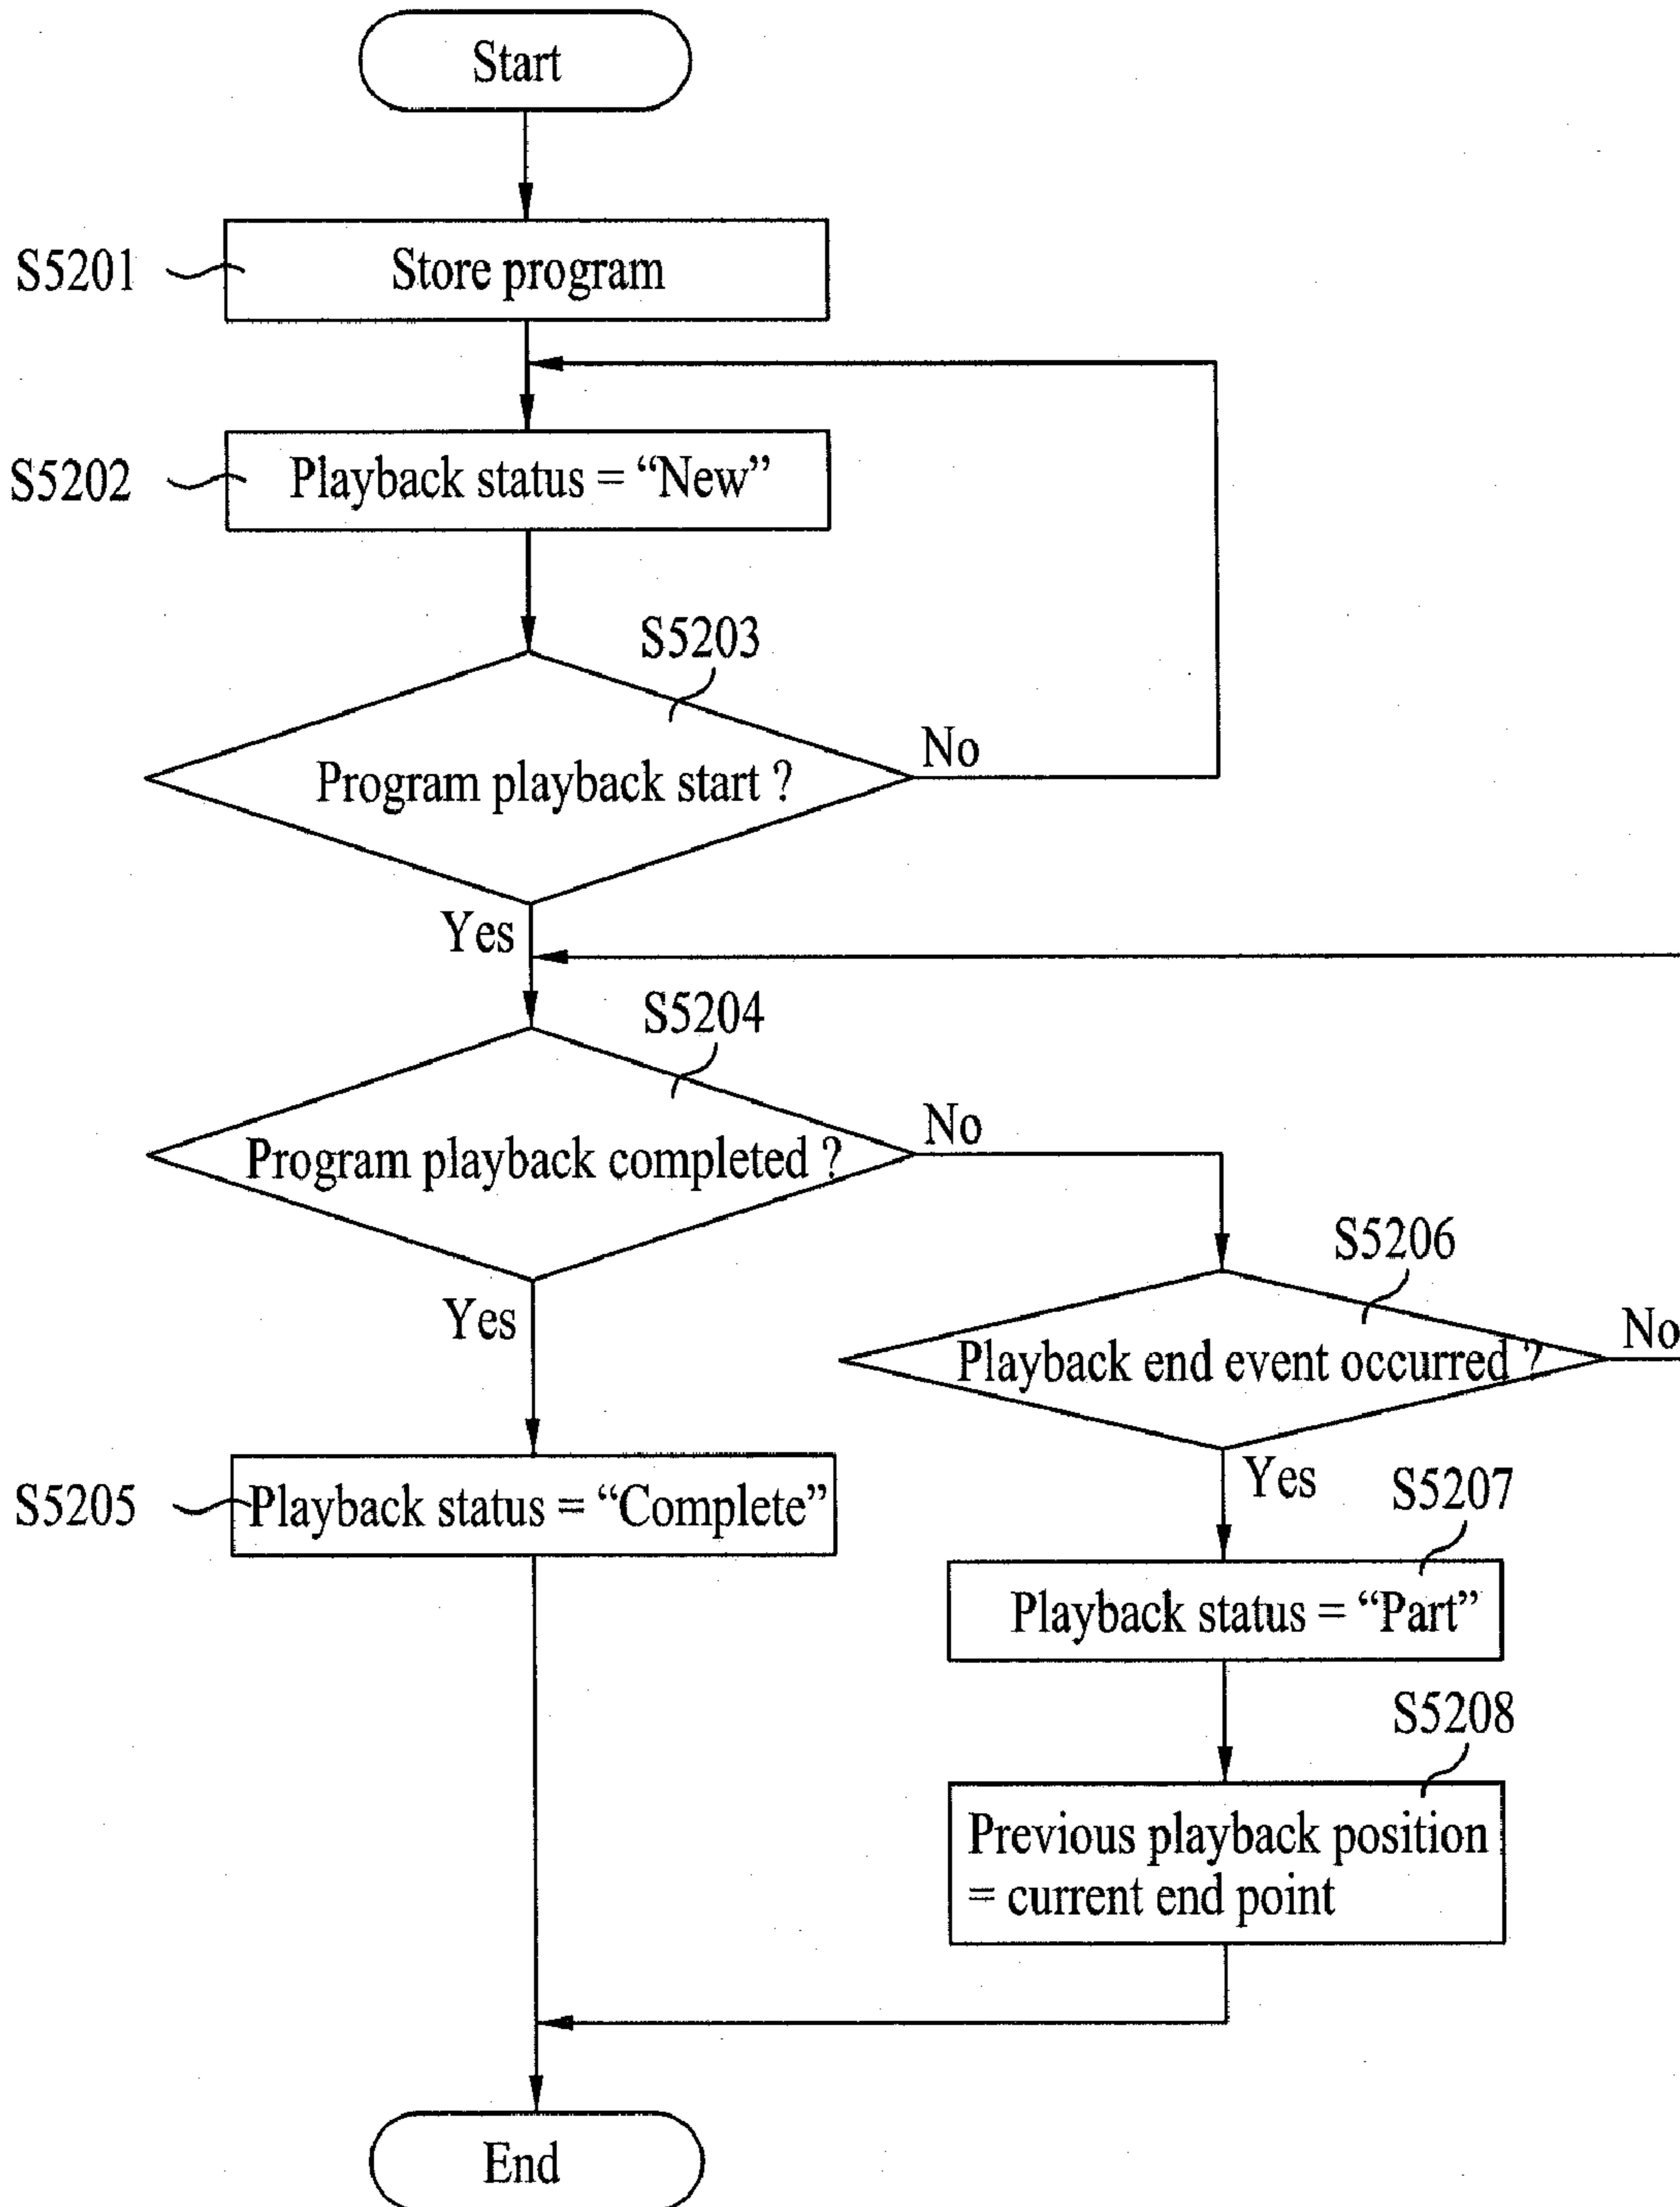 Start
S5201
Store program
S5202
Playback status = “New”
S5203
Program playback start ?
No
Yes
S5204
Program playback completed ?
No
Yes
S5206
Playback end event occurred ?
No
Yes
S5205
Playback status = “Complete”
S5207
Playback status = “Part”
S5208
Previous playback position
= current end point
End